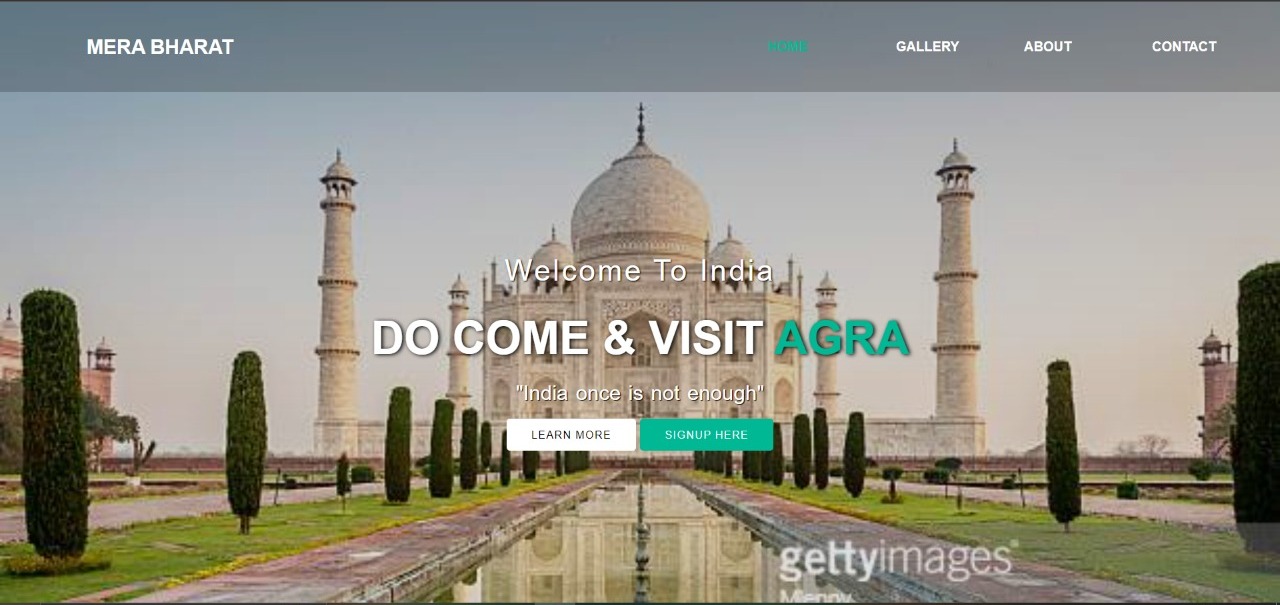 MERA BHARAT
HOME
GALLERY
ABOUT
CONTACT
Welcome To India
DO COME & VISIT AGRA
"India once is not enough"
LEARN MORE
SIGNUP HERE
gettyimages®
Mlenny